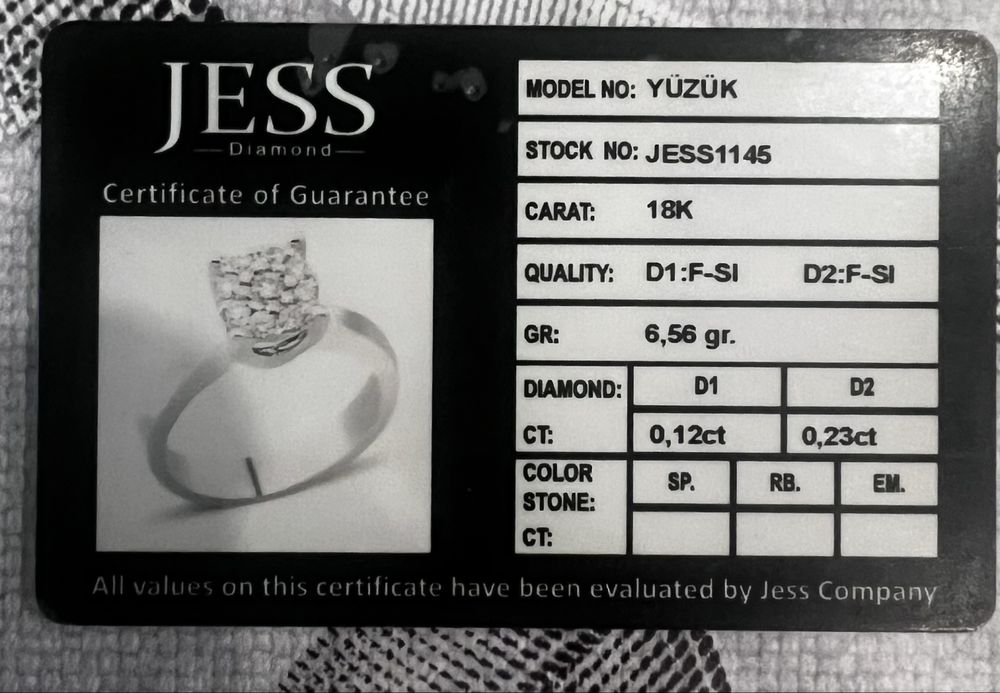 JESS
Diamond
Certificate of Guarantee
MODEL NO: YÜZÜK
STOCK NO: JESS1145
CARAT: 18K
QUALITY: D1:F-SI D2:F-SI
GR: 6,56 gr.
DIAMOND: D1 D2
CT: 0,12ct 0,23ct
COLOR STONE: SP. RB. EM.
CT:
All values on this certificate have been evaluated by Jess Company